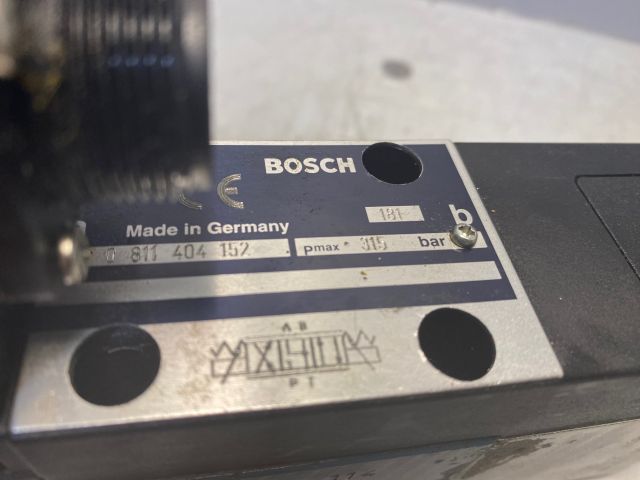 BOSCH
CE
Made in Germany
181
b
0 811 404 152
pmax 315 bar
A B
P T